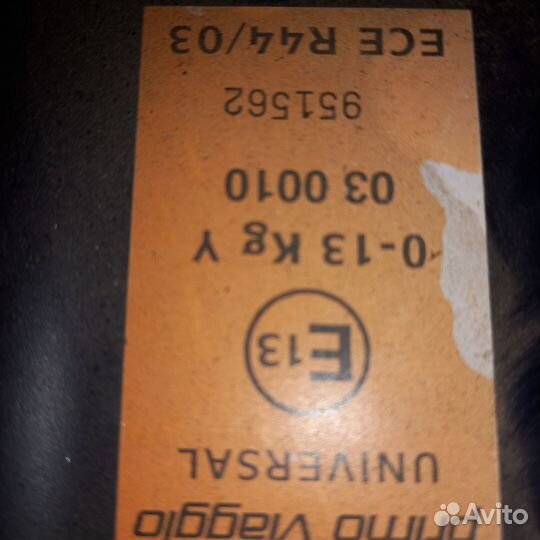 primo Viaggio
UNIVERSAL
E13
0-13 Kg Y
03 0010
951562
ECE R44/03
Avito